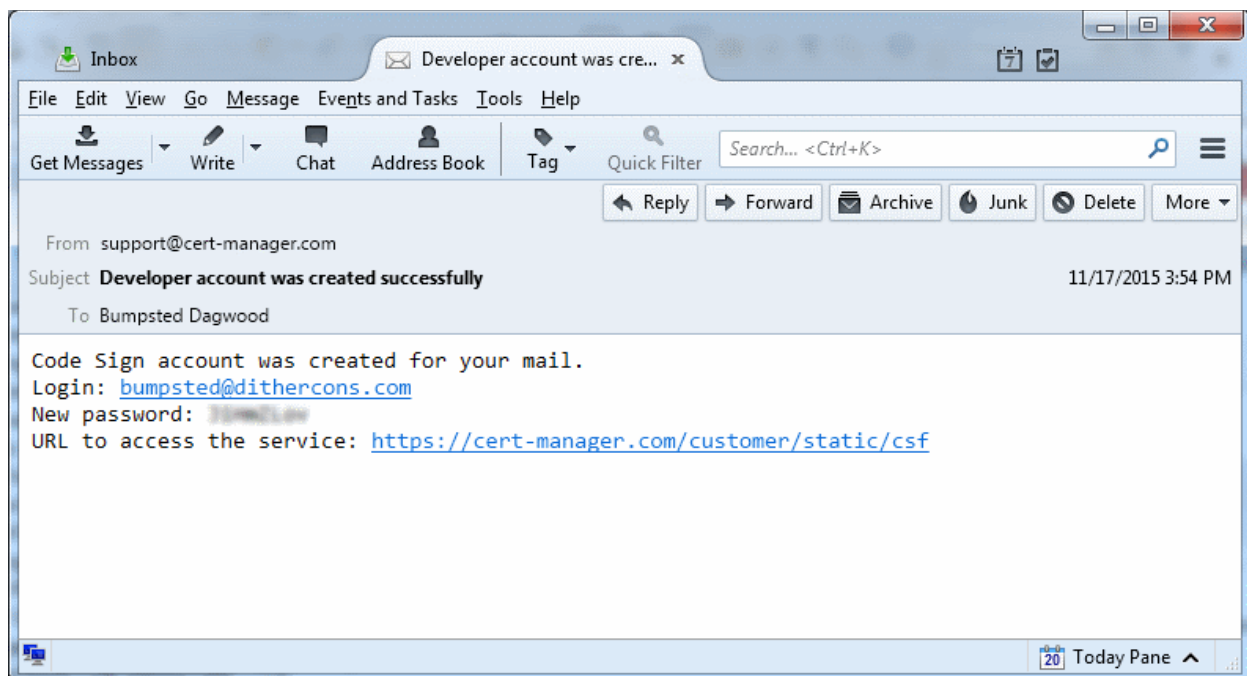 Inbox
Developer account was cre... x
7
File Edit View Go Message Events and Tasks Tools Help
Get Messages Write Chat Address Book Tag Quick Filter Search... <Ctrl+K>
Reply Forward Archive Junk Delete More
From support@cert-manager.com
Subject Developer account was created successfully 11/17/2015 3:54 PM
To Bumpsted Dagwood
Code Sign account was created for your mail.
Login: bumpsted@dithercons.com
New password:
URL to access the service: https://cert-manager.com/customer/static/csf
20 Today Pane